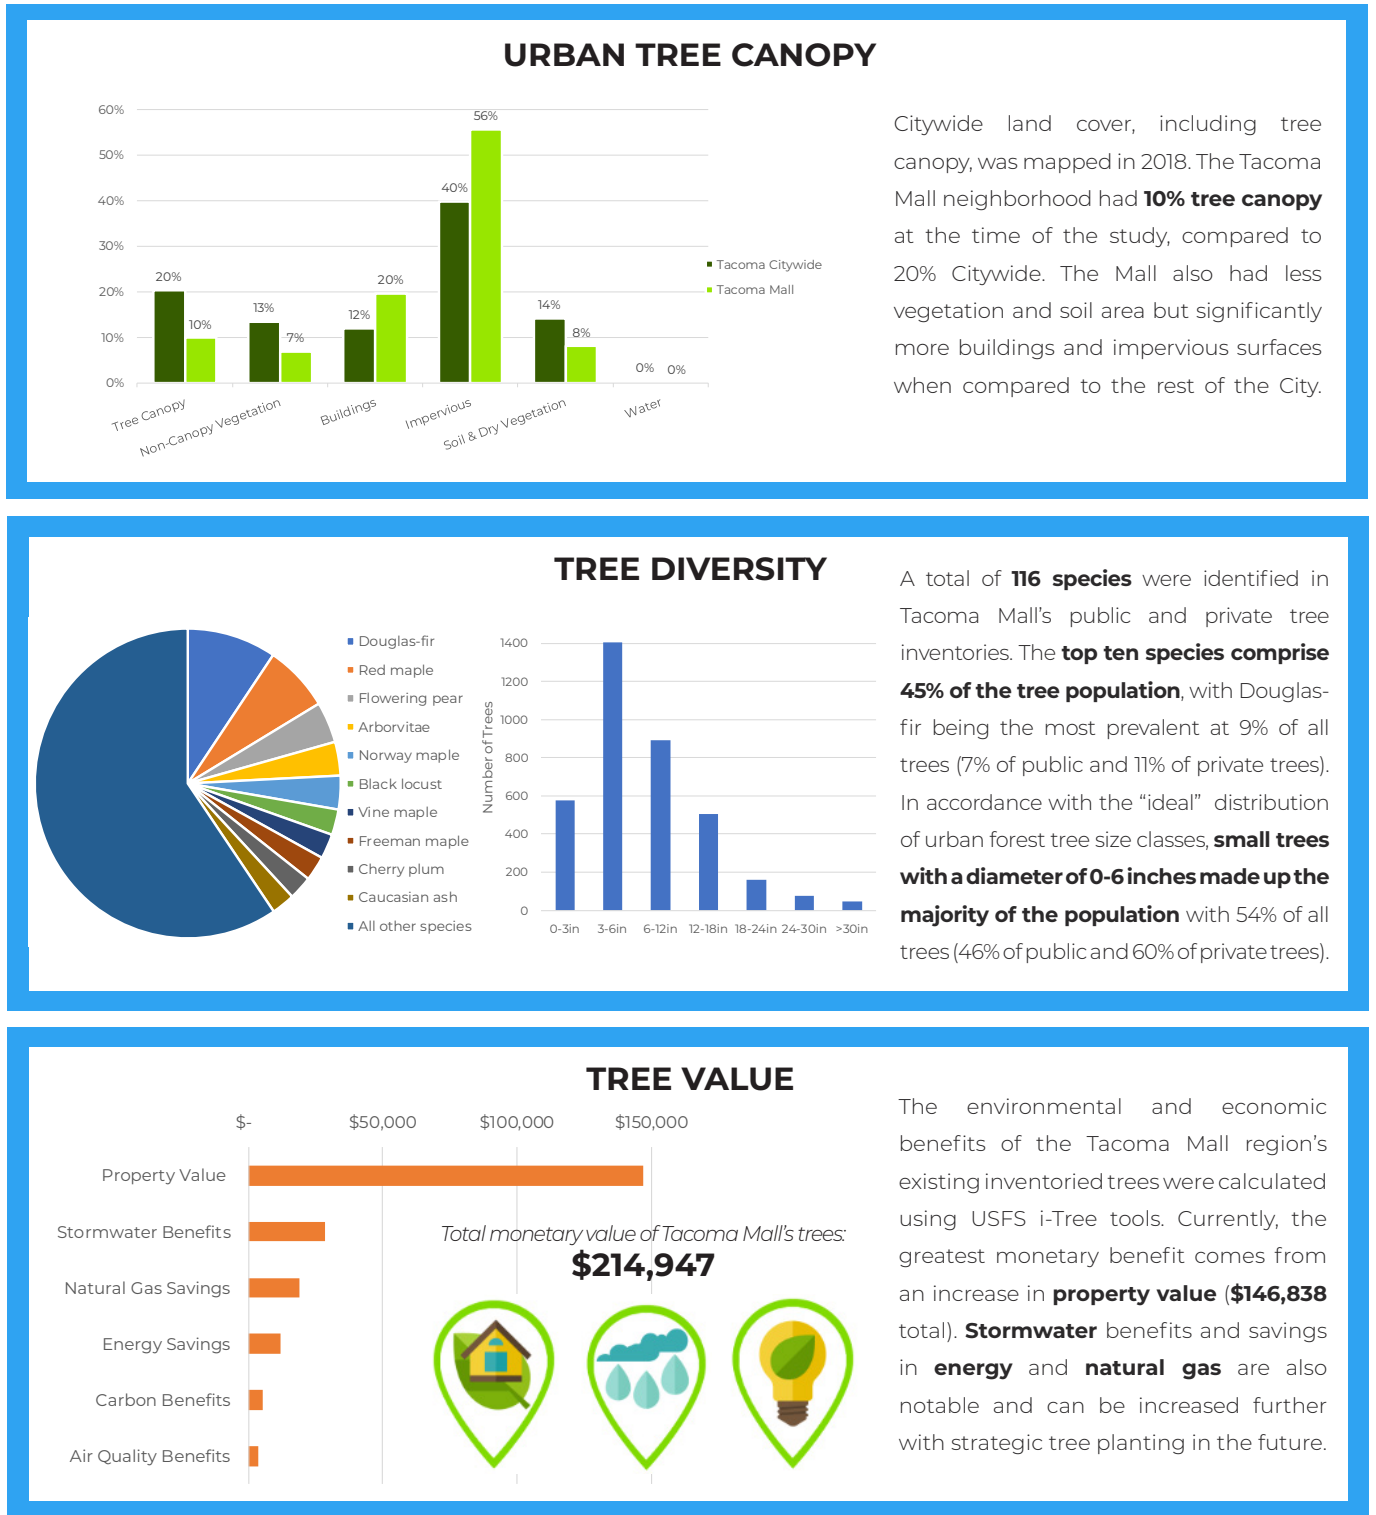 URBAN TREE CANOPY
60%
50%
40%
30%
20%
10%
0%
20%
10%
13%
7%
12%
20%
40%
56%
14%
8%
0%
0%
Tree Canopy
Non-Canopy Vegetation
Buildings
Impervious
Soil & Dry Vegetation
Water
Tacoma Citywide
Tacoma Mall
Citywide land cover, including tree
canopy, was mapped in 2018. The Tacoma
Mall neighborhood had 10% tree canopy
at the time of the study, compared to
20% Citywide. The Mall also had less
vegetation and soil area but significantly
more buildings and impervious surfaces
when compared to the rest of the City.
TREE DIVERSITY
Douglas-fir
Red maple
Flowering pear
Arborvitae
Norway maple
Black locust
Vine maple
Freeman maple
Cherry plum
Caucasian ash
All other species
Number of Trees
1400
1200
1000
800
600
400
200
0
0-3in 3-6in 6-12in 12-18in 18-24in 24-30in >30in
A total of 116 species were identified in
Tacoma Mall's public and private tree
inventories. The top ten species comprise
45% of the tree population, with Douglas-
fir being the most prevalent at 9% of all
trees (7% of public and 11% of private trees).
In accordance with the “ideal” distribution
of urban forest tree size classes, small trees
with a diameter of 0-6 inches made up the
majority of the population with 54% of all
trees (46% of public and 60% of private trees).
TREE VALUE
$- $50,000 $100,000 $150,000
Property Value
Stormwater Benefits
Natural Gas Savings
Energy Savings
Carbon Benefits
Air Quality Benefits
Total monetary value of Tacoma Mall's trees:
$214,947
The environmental and economic
benefits of the Tacoma Mall region's
existing inventoried trees were calculated
using USFS i-Tree tools. Currently, the
greatest monetary benefit comes from
an increase in property value ($146,838
total). Stormwater benefits and savings
in energy and natural gas are also
notable and can be increased further
with strategic tree planting in the future.